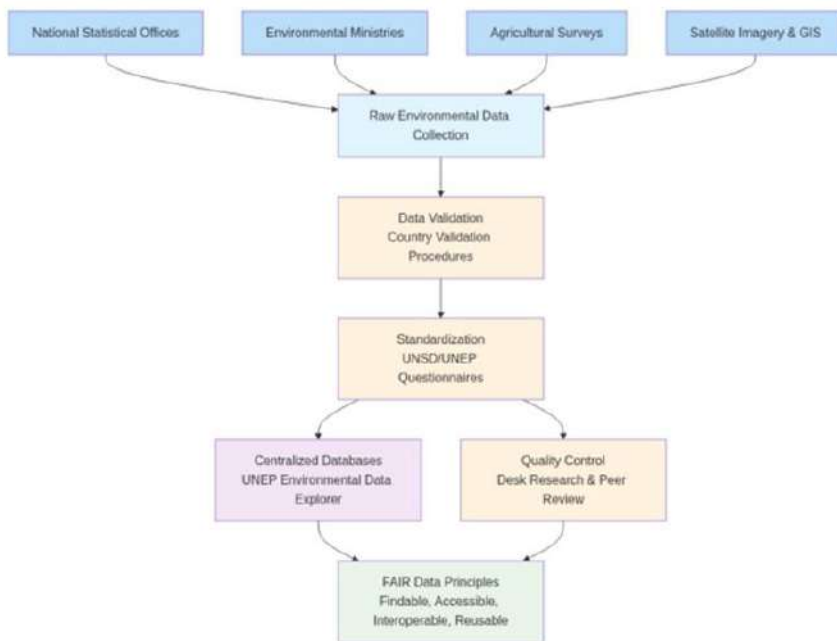 National Statistical Offices
Environmental Ministries
Agricultural Surveys
Satellite Imagery & GIS
Raw Environmental Data
Collection
Data Validation
Country Validation
Procedures
Standardization
UNSD/UNEP
Questionnaires
Centralized Databases
UNEP Environmental Data
Explorer
Quality Control
Desk Research & Peer
Review
FAIR Data Principles
Findable, Accessible,
Interoperable, Reusable